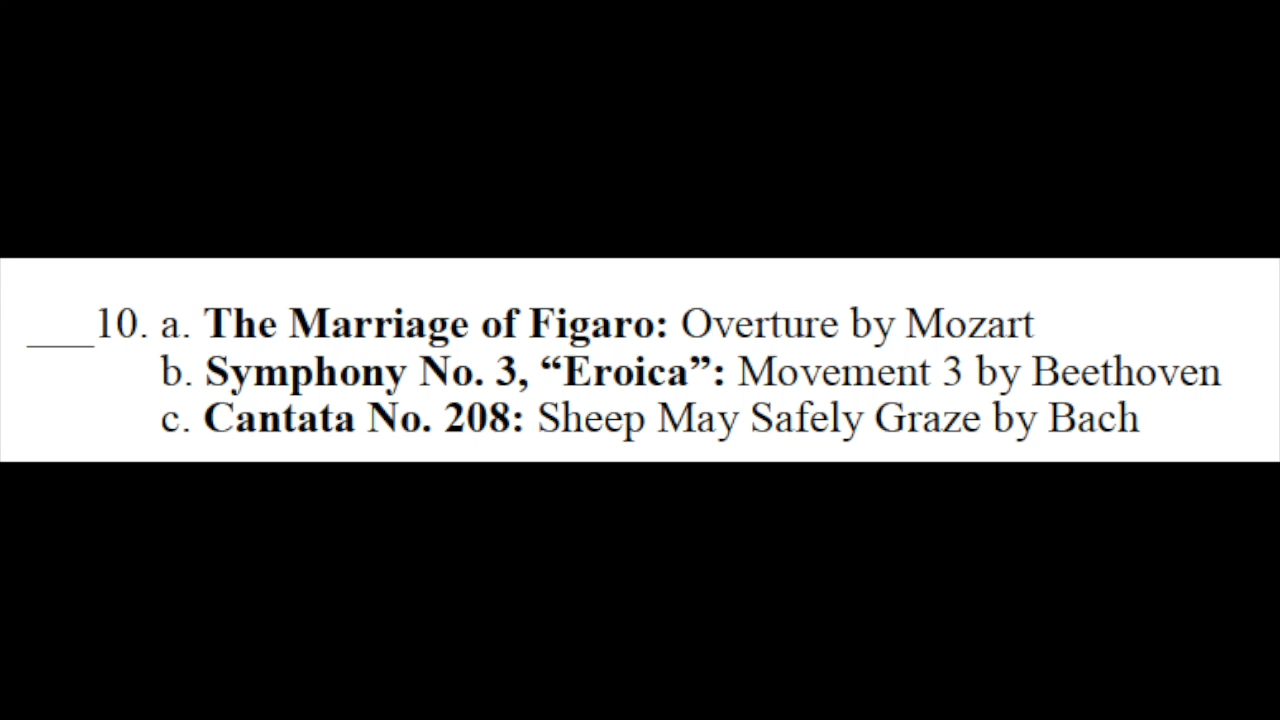 ____10. a. The Marriage of Figaro: Overture by Mozart
b. Symphony No. 3, “Eroica”: Movement 3 by Beethoven
c. Cantata No. 208: Sheep May Safely Graze by Bach